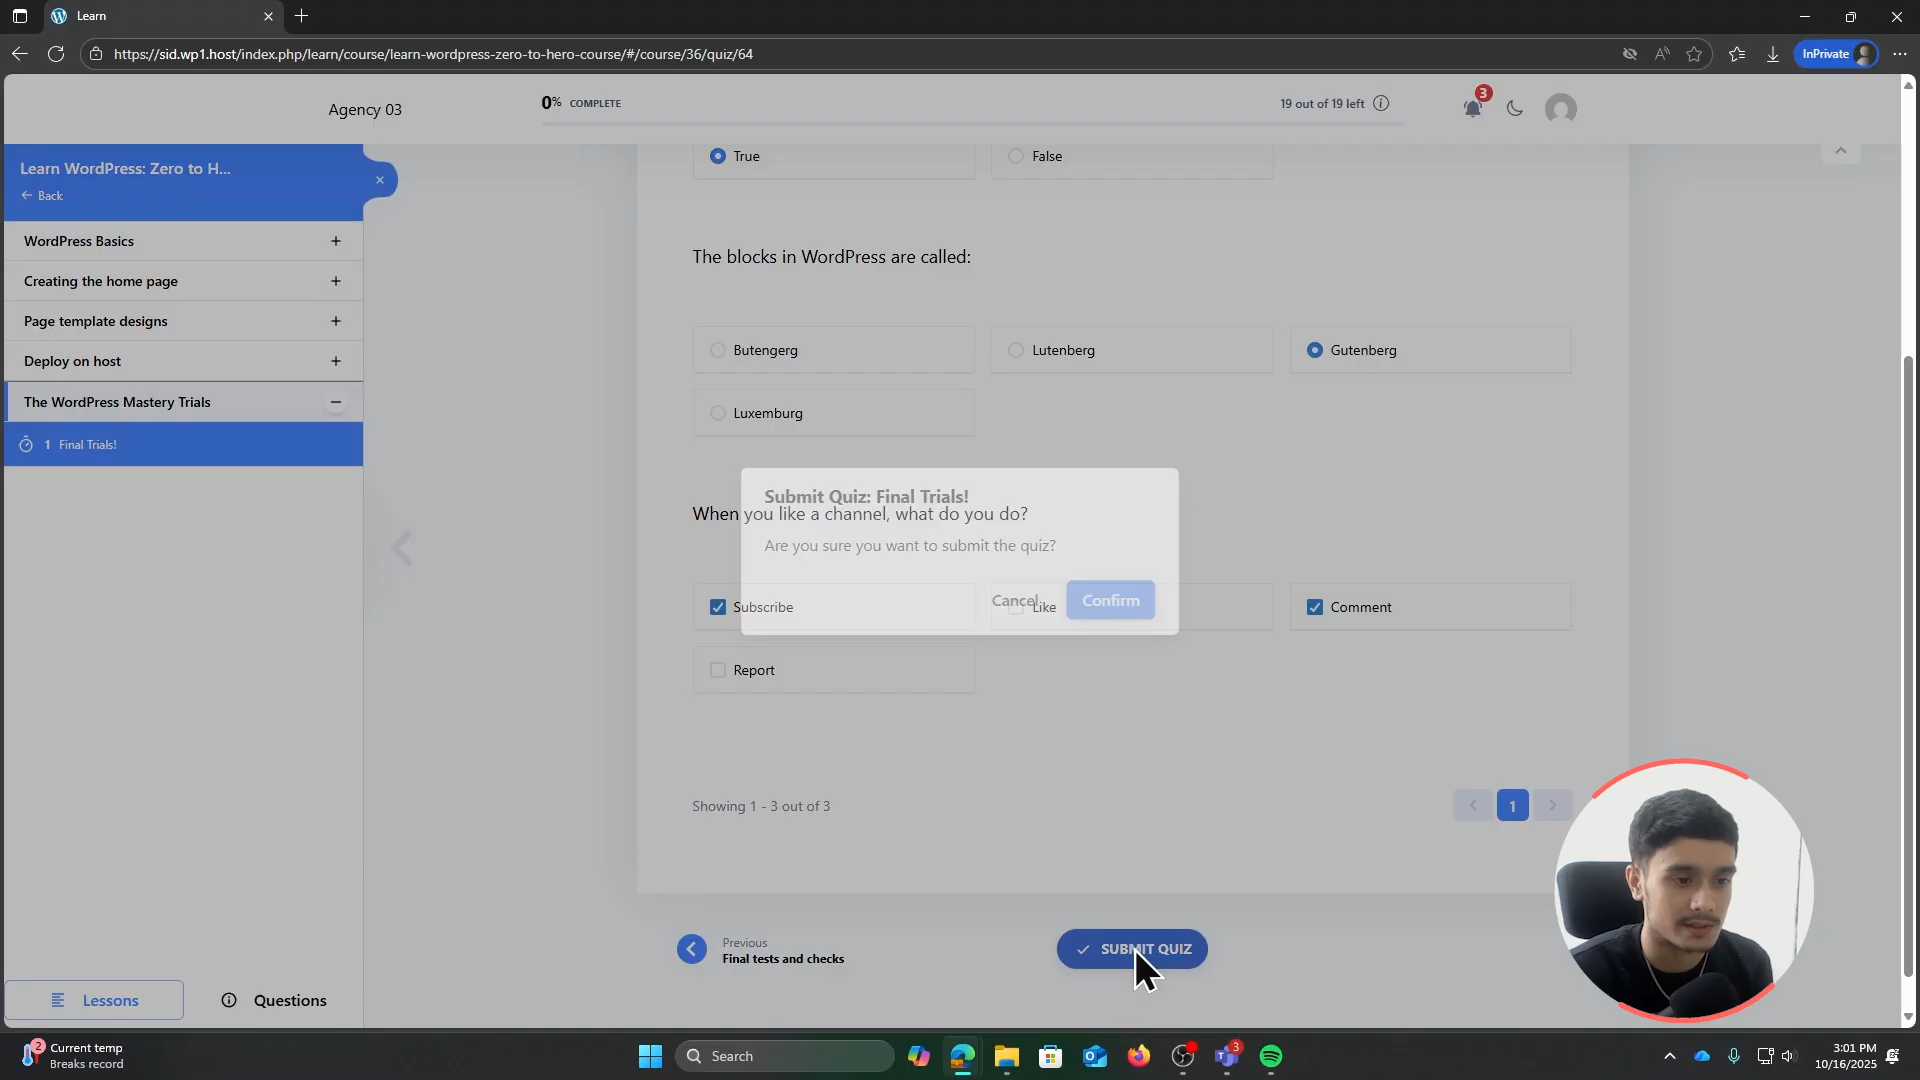 Learn
https://sid.wp1.host/index.php/learn/course/learn-wordpress-zero-to-hero-course/#/course/36/quiz/64
InPrivate
Agency 03
0% COMPLETE
19 out of 19 left
3
Learn WordPress: Zero to H...
Back
WordPress Basics
Creating the home page
Page template designs
Deploy on host
The WordPress Mastery Trials
1 Final Trials!
True
False
The blocks in WordPress are called:
Butengerg
Lutenberg
Gutenberg
Luxemburg
Submit Quiz: Final Trials!
When you like a channel, what do you do?
Are you sure you want to submit the quiz?
Cancel
Confirm
Subscribe
Like
Comment
Report
Showing 1 - 3 out of 3
1
Previous
Final tests and checks
SUBMIT QUIZ
Lessons
Questions
2
Current temp
Breaks record
Search
3
3:01 PM
10/16/2025